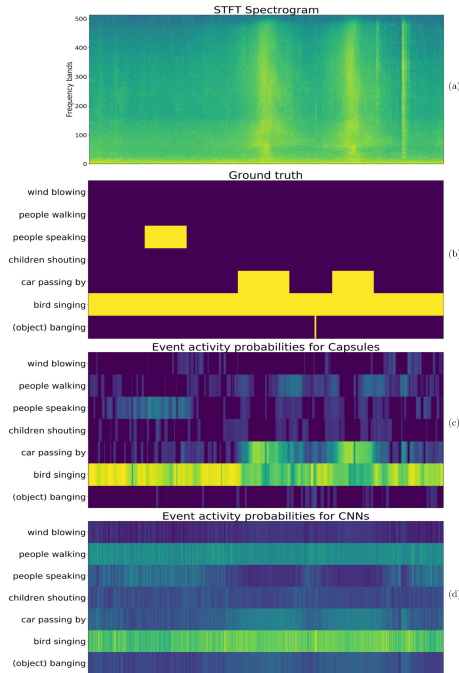 STFT Spectrogram
500
400
300
200
100
0
Frequency bands
(a)
Ground truth
wind blowing
people walking
people speaking
children shouting
car passing by
bird singing
(object) banging
(b)
Event activity probabilities for Capsules
wind blowing
people walking
people speaking
children shouting
car passing by
bird singing
(object) banging
(c)
Event activity probabilities for CNNs
wind blowing
people walking
people speaking
children shouting
car passing by
bird singing
(object) banging
(d)